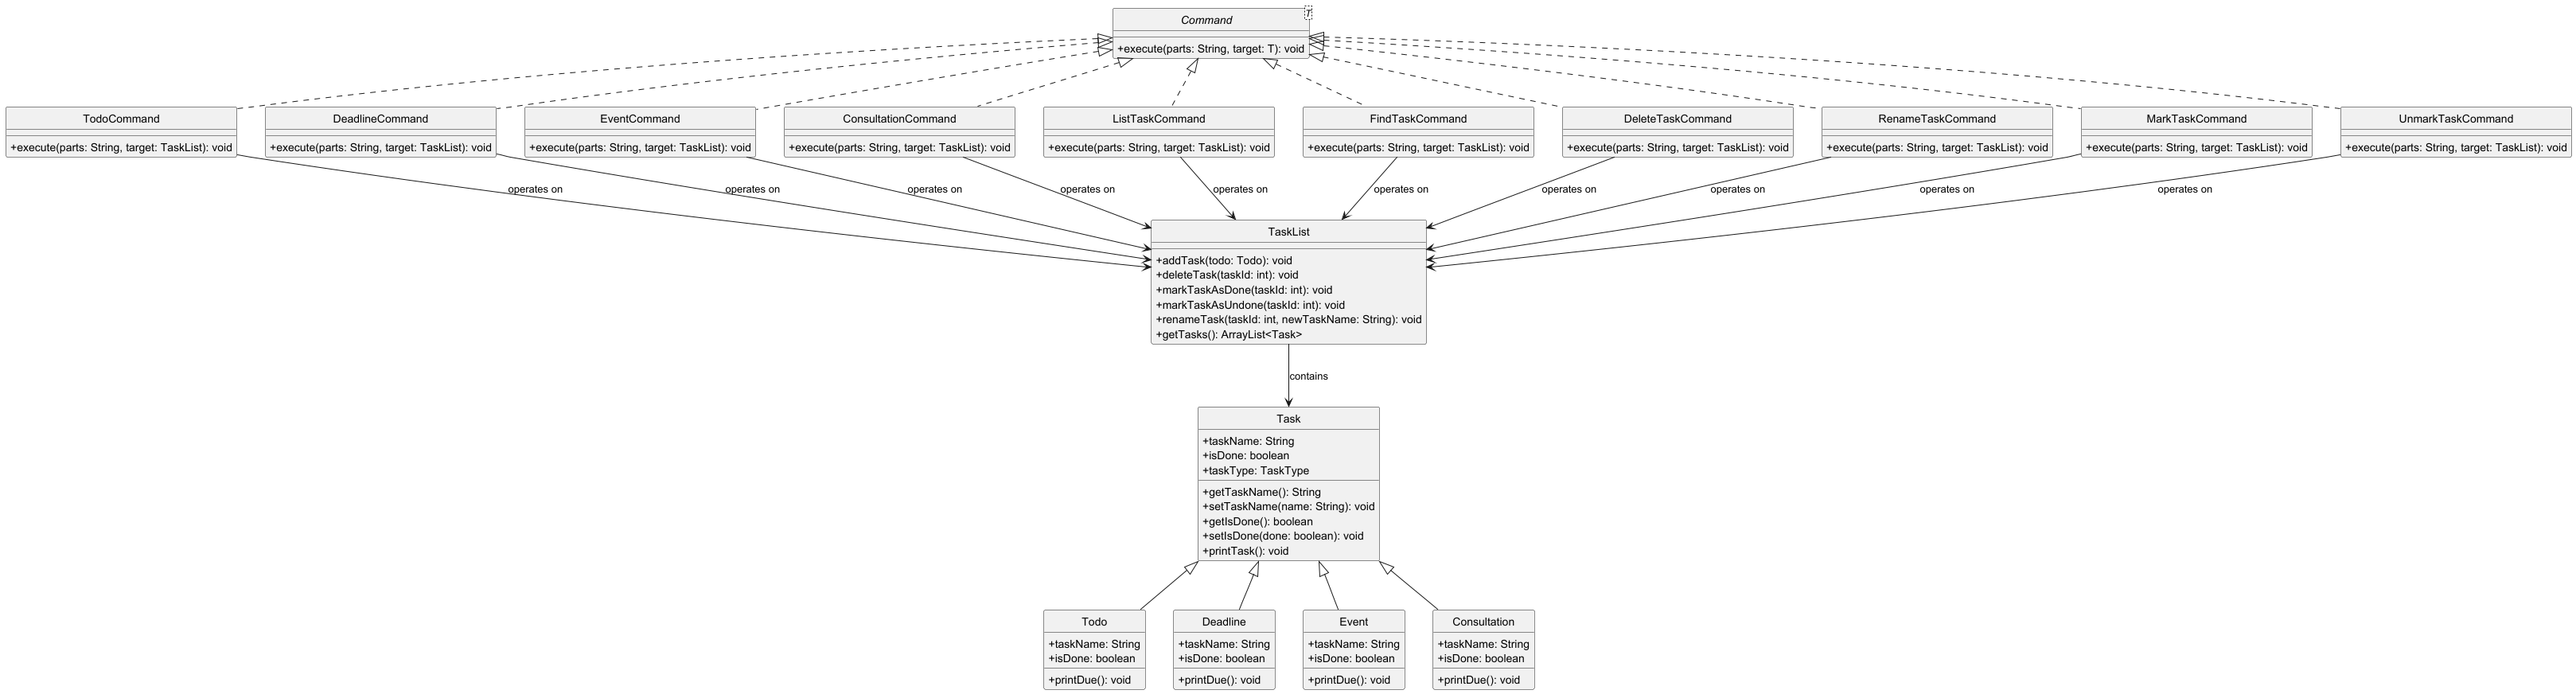 Command
T
+execute(parts: String, target: T): void
TodoCommand
+execute(parts: String, target: TaskList): void
DeadlineCommand
+execute(parts: String, target: TaskList): void
EventCommand
+execute(parts: String, target: TaskList): void
ConsultationCommand
+execute(parts: String, target: TaskList): void
ListTaskCommand
+execute(parts: String, target: TaskList): void
FindTaskCommand
+execute(parts: String, target: TaskList): void
DeleteTaskCommand
+execute(parts: String, target: TaskList): void
RenameTaskCommand
+execute(parts: String, target: TaskList): void
MarkTaskCommand
+execute(parts: String, target: TaskList): void
UnmarkTaskCommand
+execute(parts: String, target: TaskList): void
operates on
operates on
operates on
operates on
operates on
operates on
operates on
operates on
operates on
operates on
TaskList
+addTask(todo: Todo): void
+deleteTask(taskId: int): void
+markTaskAsDone(taskId: int): void
+markTaskAsUndone(taskId: int): void
+renameTask(taskId: int, newTaskName: String): void
+getTasks(): ArrayList<Task>
contains
Task
+taskName: String
+isDone: boolean
+taskType: TaskType
+getTaskName(): String
+setTaskName(name: String): void
+getIsDone(): boolean
+setIsDone(done: boolean): void
+printTask(): void
Todo
+taskName: String
+isDone: boolean
+printDue(): void
Deadline
+taskName: String
+isDone: boolean
+printDue(): void
Event
+taskName: String
+isDone: boolean
+printDue(): void
Consultation
+taskName: String
+isDone: boolean
+printDue(): void